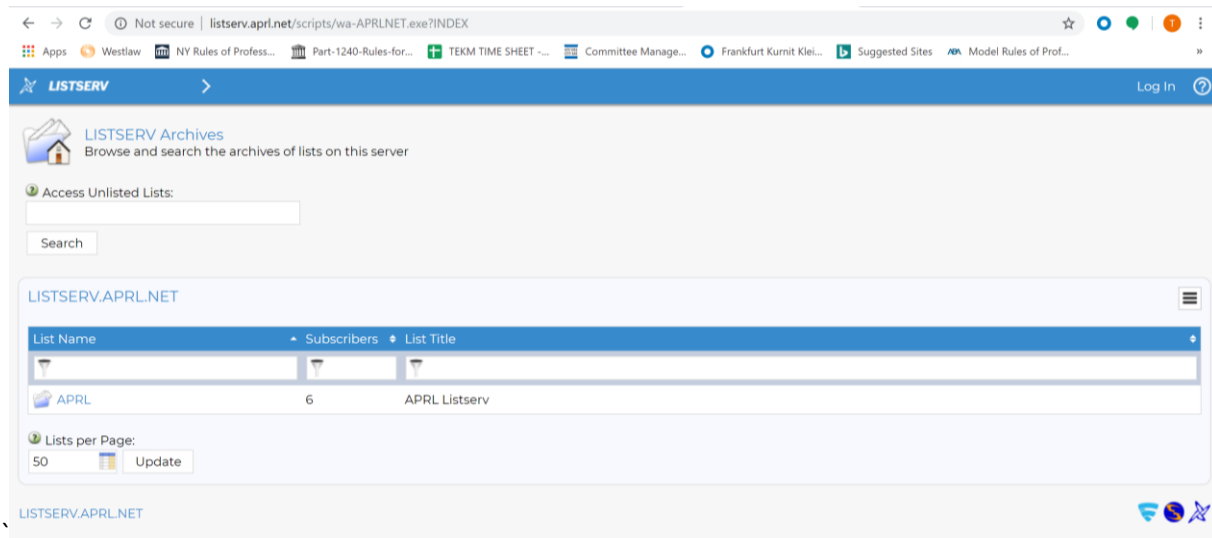 Not secure | listserv.aprl.net/scripts/wa-APRLNET.exe?INDEX T
Apps Westlaw NY Rules of Profess... Part-1240-Rules-for... TEKM TIME SHEET -... Committee Manage... Frankfurt Kurnit Klei... Suggested Sites ABA Model Rules of Prof... »
LISTSERV Log In ?
LISTSERV Archives
Browse and search the archives of lists on this server
? Access Unlisted Lists:
Search
LISTSERV.APRL.NET
List Name Subscribers List Title
APRL 6 APRL Listserv
? Lists per Page:
50 Update
LISTSERV.APRL.NET
`